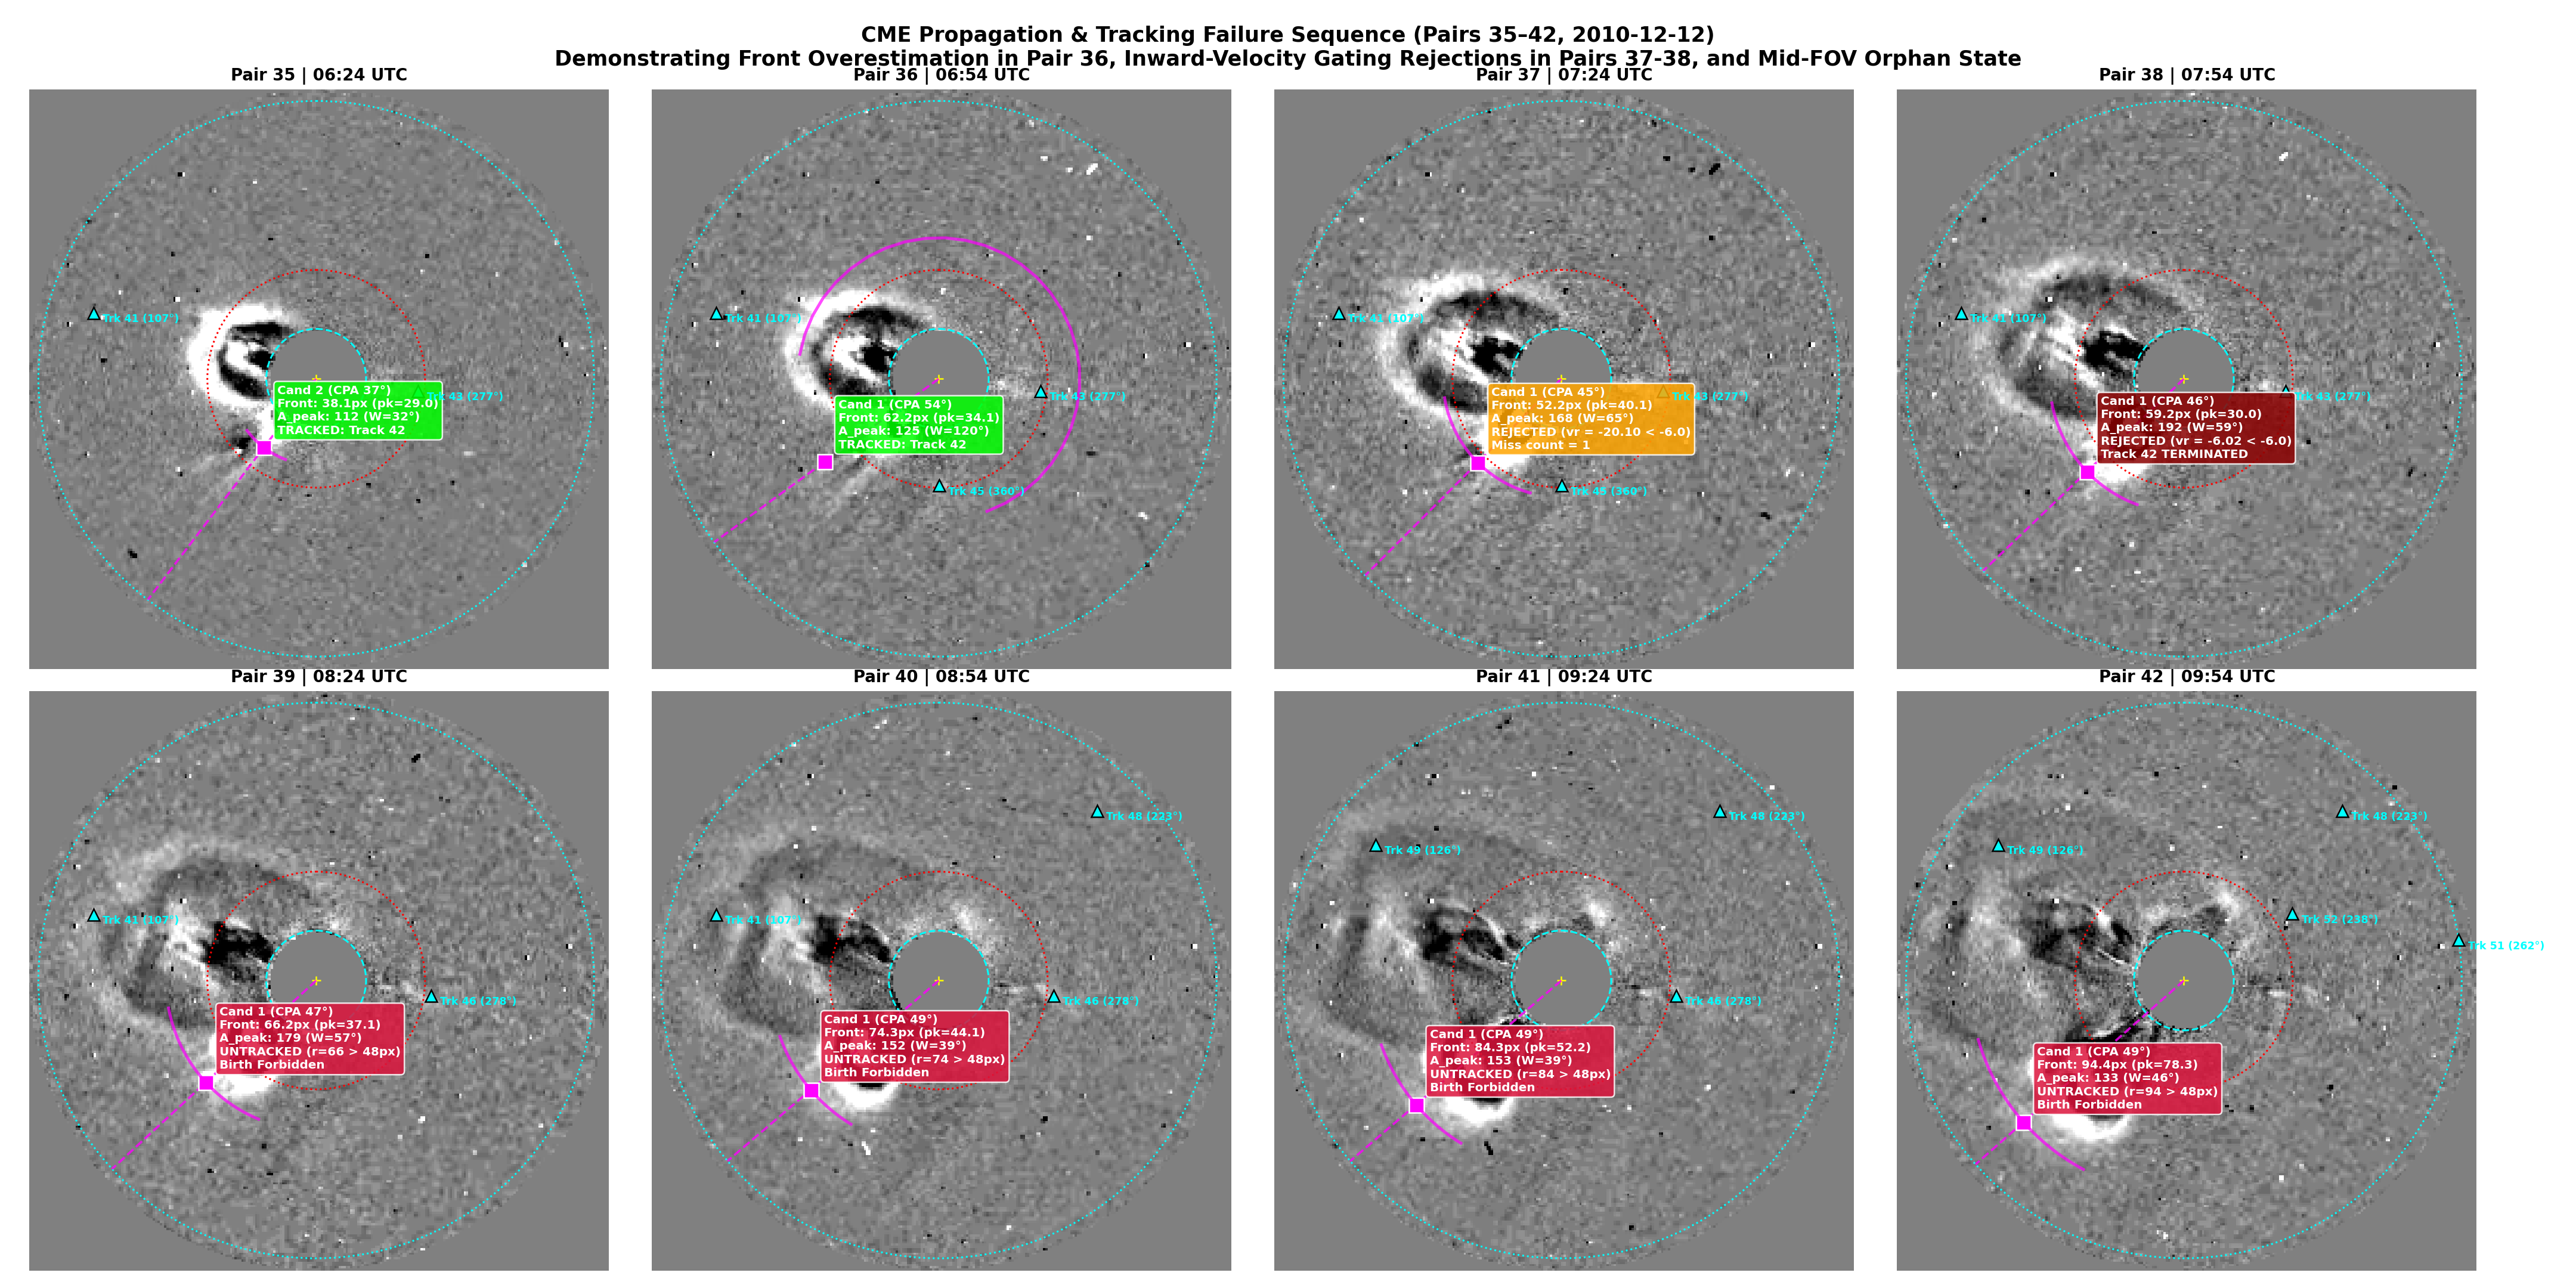 CME Propagation & Tracking Failure Sequence (Pairs 35–42, 2010-12-12)
Demonstrating Front Overestimation in Pair 36, Inward-Velocity Gating Rejections in Pairs 37-38, and Mid-FOV Orphan State
Pair 35 | 06:24 UTC
Trk 41 (107°)
Trk 43 (277°)
Cand 2 (CPA 37°)
Front: 38.1px (pk=29.0)
A_peak: 112 (W=32°)
TRACKED: Track 42
Pair 36 | 06:54 UTC
Trk 41 (107°)
Trk 43 (277°)
Cand 1 (CPA 54°)
Front: 62.2px (pk=34.1)
A_peak: 125 (W=120°)
TRACKED: Track 42
Trk 45 (360°)
Pair 37 | 07:24 UTC
Trk 41 (107°)
Trk 43 (277°)
Cand 1 (CPA 45°)
Front: 52.2px (pk=40.1)
A_peak: 168 (W=65°)
REJECTED (vr = -20.10 < -6.0)
Miss count = 1
Trk 45 (360°)
Pair 38 | 07:54 UTC
Trk 41 (107°)
Trk 43 (277°)
Cand 1 (CPA 46°)
Front: 59.2px (pk=30.0)
A_peak: 192 (W=59°)
REJECTED (vr = -6.02 < -6.0)
Track 42 TERMINATED
Pair 39 | 08:24 UTC
Trk 41 (107°)
Trk 46 (278°)
Cand 1 (CPA 47°)
Front: 66.2px (pk=37.1)
A_peak: 179 (W=57°)
UNTRACKED (r=66 > 48px)
Birth Forbidden
Pair 40 | 08:54 UTC
Trk 48 (223°)
Trk 41 (107°)
Trk 46 (278°)
Cand 1 (CPA 49°)
Front: 74.3px (pk=44.1)
A_peak: 152 (W=39°)
UNTRACKED (r=74 > 48px)
Birth Forbidden
Pair 41 | 09:24 UTC
Trk 48 (223°)
Trk 49 (126°)
Trk 46 (278°)
Cand 1 (CPA 49°)
Front: 84.3px (pk=52.2)
A_peak: 153 (W=39°)
UNTRACKED (r=84 > 48px)
Birth Forbidden
Pair 42 | 09:54 UTC
Trk 48 (223°)
Trk 49 (126°)
Trk 52 (238°)
Trk 51 (262°)
Cand 1 (CPA 49°)
Front: 94.4px (pk=78.3)
A_peak: 133 (W=46°)
UNTRACKED (r=94 > 48px)
Birth Forbidden